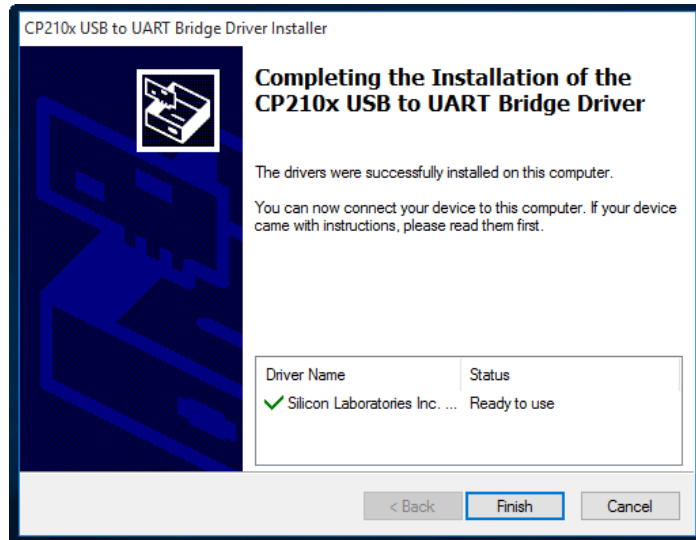 CP210x USB to UART Bridge Driver Installer
Completing the Installation of the
CP210x USB to UART Bridge Driver
The drivers were successfully installed on this computer.
You can now connect your device to this computer. If your device
came with instructions, please read them first.
Driver Name Status
Silicon Laboratories Inc. ... Ready to use
< Back Finish Cancel